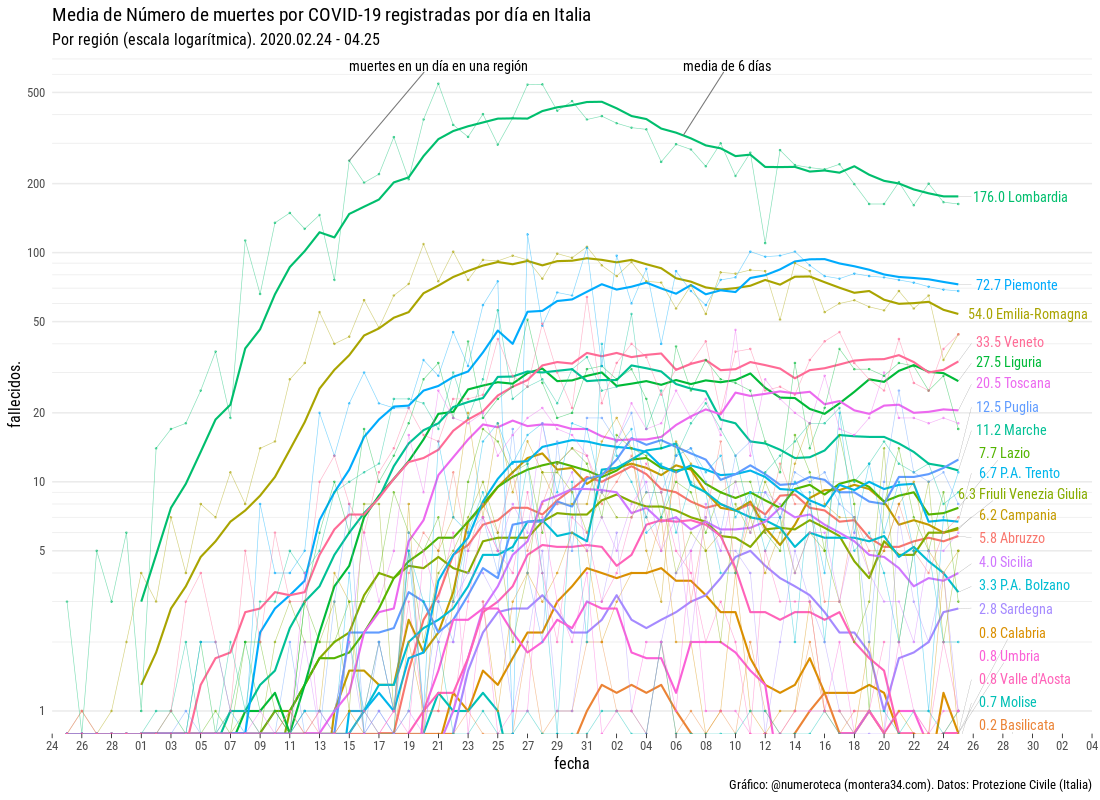 Media de Número de muertes por COVID-19 registradas por día en Italia
Por región (escala logarítmica). 2020.02.24 - 04.25
muertes en un día en una región
media de 6 días
500
200
100
50
20
10
5
1
fallecidos.
176.0 Lombardia
72.7 Piemonte
54.0 Emilia-Romagna
33.5 Veneto
27.5 Liguria
20.5 Toscana
12.5 Puglia
11.2 Marche
7.7 Lazio
6.7 P.A. Trento
6.3 Friuli Venezia Giulia
6.2 Campania
5.8 Abruzzo
4.0 Sicilia
3.3 P.A. Bolzano
2.8 Sardegna
0.8 Calabria
0.8 Umbria
0.8 Valle d'Aosta
0.7 Molise
0.2 Basilicata
24 26 28 01 03 05 07 09 11 13 15 17 19 21 23 25 27 29 31 02 04 06 08 10 12 14 16 18 20 22 24 26 28 30 02 04
fecha
Gráfico: @numeroteca (montera34.com). Datos: Protezione Civile (Italia)